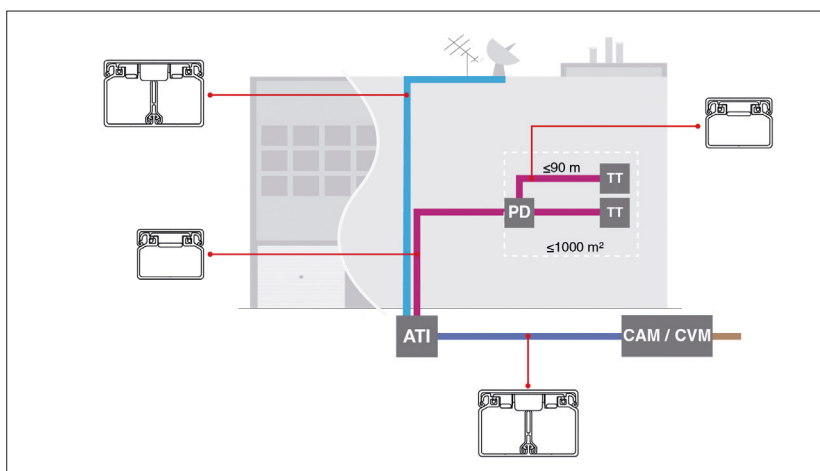 ≤90 m
TT
PD
TT
≤1000 m²
ATI
CAM / CVM